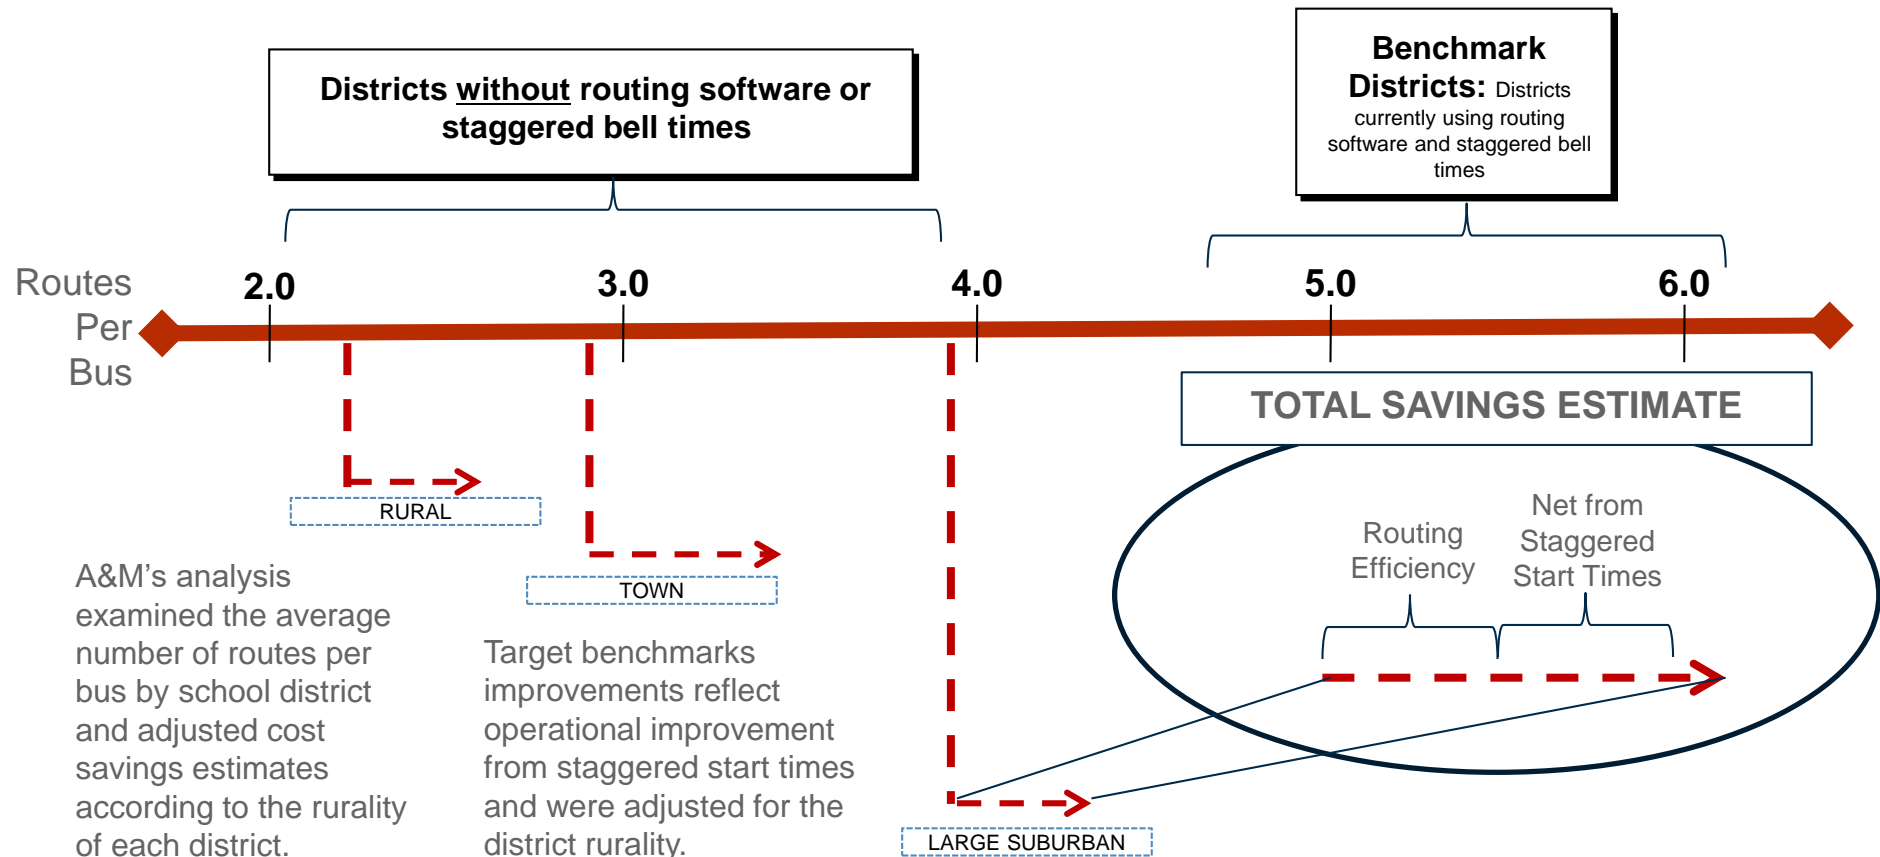 Districts without routing software or
staggered bell times
Benchmark
Districts: Districts
currently using routing
software and staggered bell
times
Routes
Per
Bus
2.0
3.0
4.0
5.0
6.0
TOTAL SAVINGS ESTIMATE
RURAL
TOWN
LARGE SUBURBAN
Routing
Efficiency
Net from
Staggered
Start Times
A&M's analysis
examined the average
number of routes per
bus by school district
and adjusted cost
savings estimates
according to the rurality
of each district.
Target benchmarks
improvements reflect
operational improvement
from staggered start times
and were adjusted for the
district rurality.